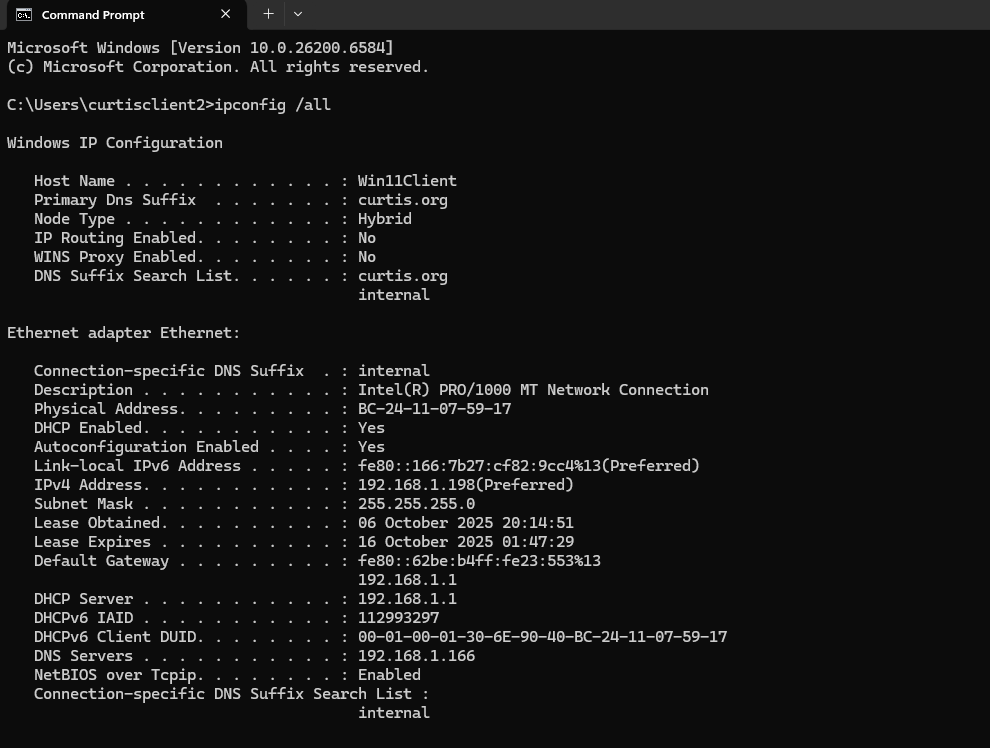 Command Prompt
Microsoft Windows [Version 10.0.26200.6584]
(c) Microsoft Corporation. All rights reserved.
C:\Users\curtisclient2>ipconfig /all
Windows IP Configuration
Host Name . . . . . . . . . . . . : Win11Client
Primary Dns Suffix  . . . . . . . : curtis.org
Node Type . . . . . . . . . . . . : Hybrid
IP Routing Enabled. . . . . . . . : No
WINS Proxy Enabled. . . . . . . . : No
DNS Suffix Search List. . . . . . : curtis.org
internal
Ethernet adapter Ethernet:
Connection-specific DNS Suffix  . : internal
Description . . . . . . . . . . . : Intel(R) PRO/1000 MT Network Connection
Physical Address. . . . . . . . . : BC-24-11-07-59-17
DHCP Enabled. . . . . . . . . . . : Yes
Autoconfiguration Enabled . . . . : Yes
Link-local IPv6 Address . . . . . : fe80::166:7b27:cf82:9cc4%13(Preferred)
IPv4 Address. . . . . . . . . . . : 192.168.1.198(Preferred)
Subnet Mask . . . . . . . . . . . : 255.255.255.0
Lease Obtained. . . . . . . . . . : 06 October 2025 20:14:51
Lease Expires . . . . . . . . . . : 16 October 2025 01:47:29
Default Gateway . . . . . . . . . : fe80::62be:b4ff:fe23:553%13
192.168.1.1
DHCP Server . . . . . . . . . . . : 192.168.1.1
DHCPv6 IAID . . . . . . . . . . . : 112993297
DHCPv6 Client DUID. . . . . . . . : 00-01-00-01-30-6E-90-40-BC-24-11-07-59-17
DNS Servers . . . . . . . . . . . : 192.168.1.166
NetBIOS over Tcpip. . . . . . . . : Enabled
Connection-specific DNS Suffix Search List :
internal